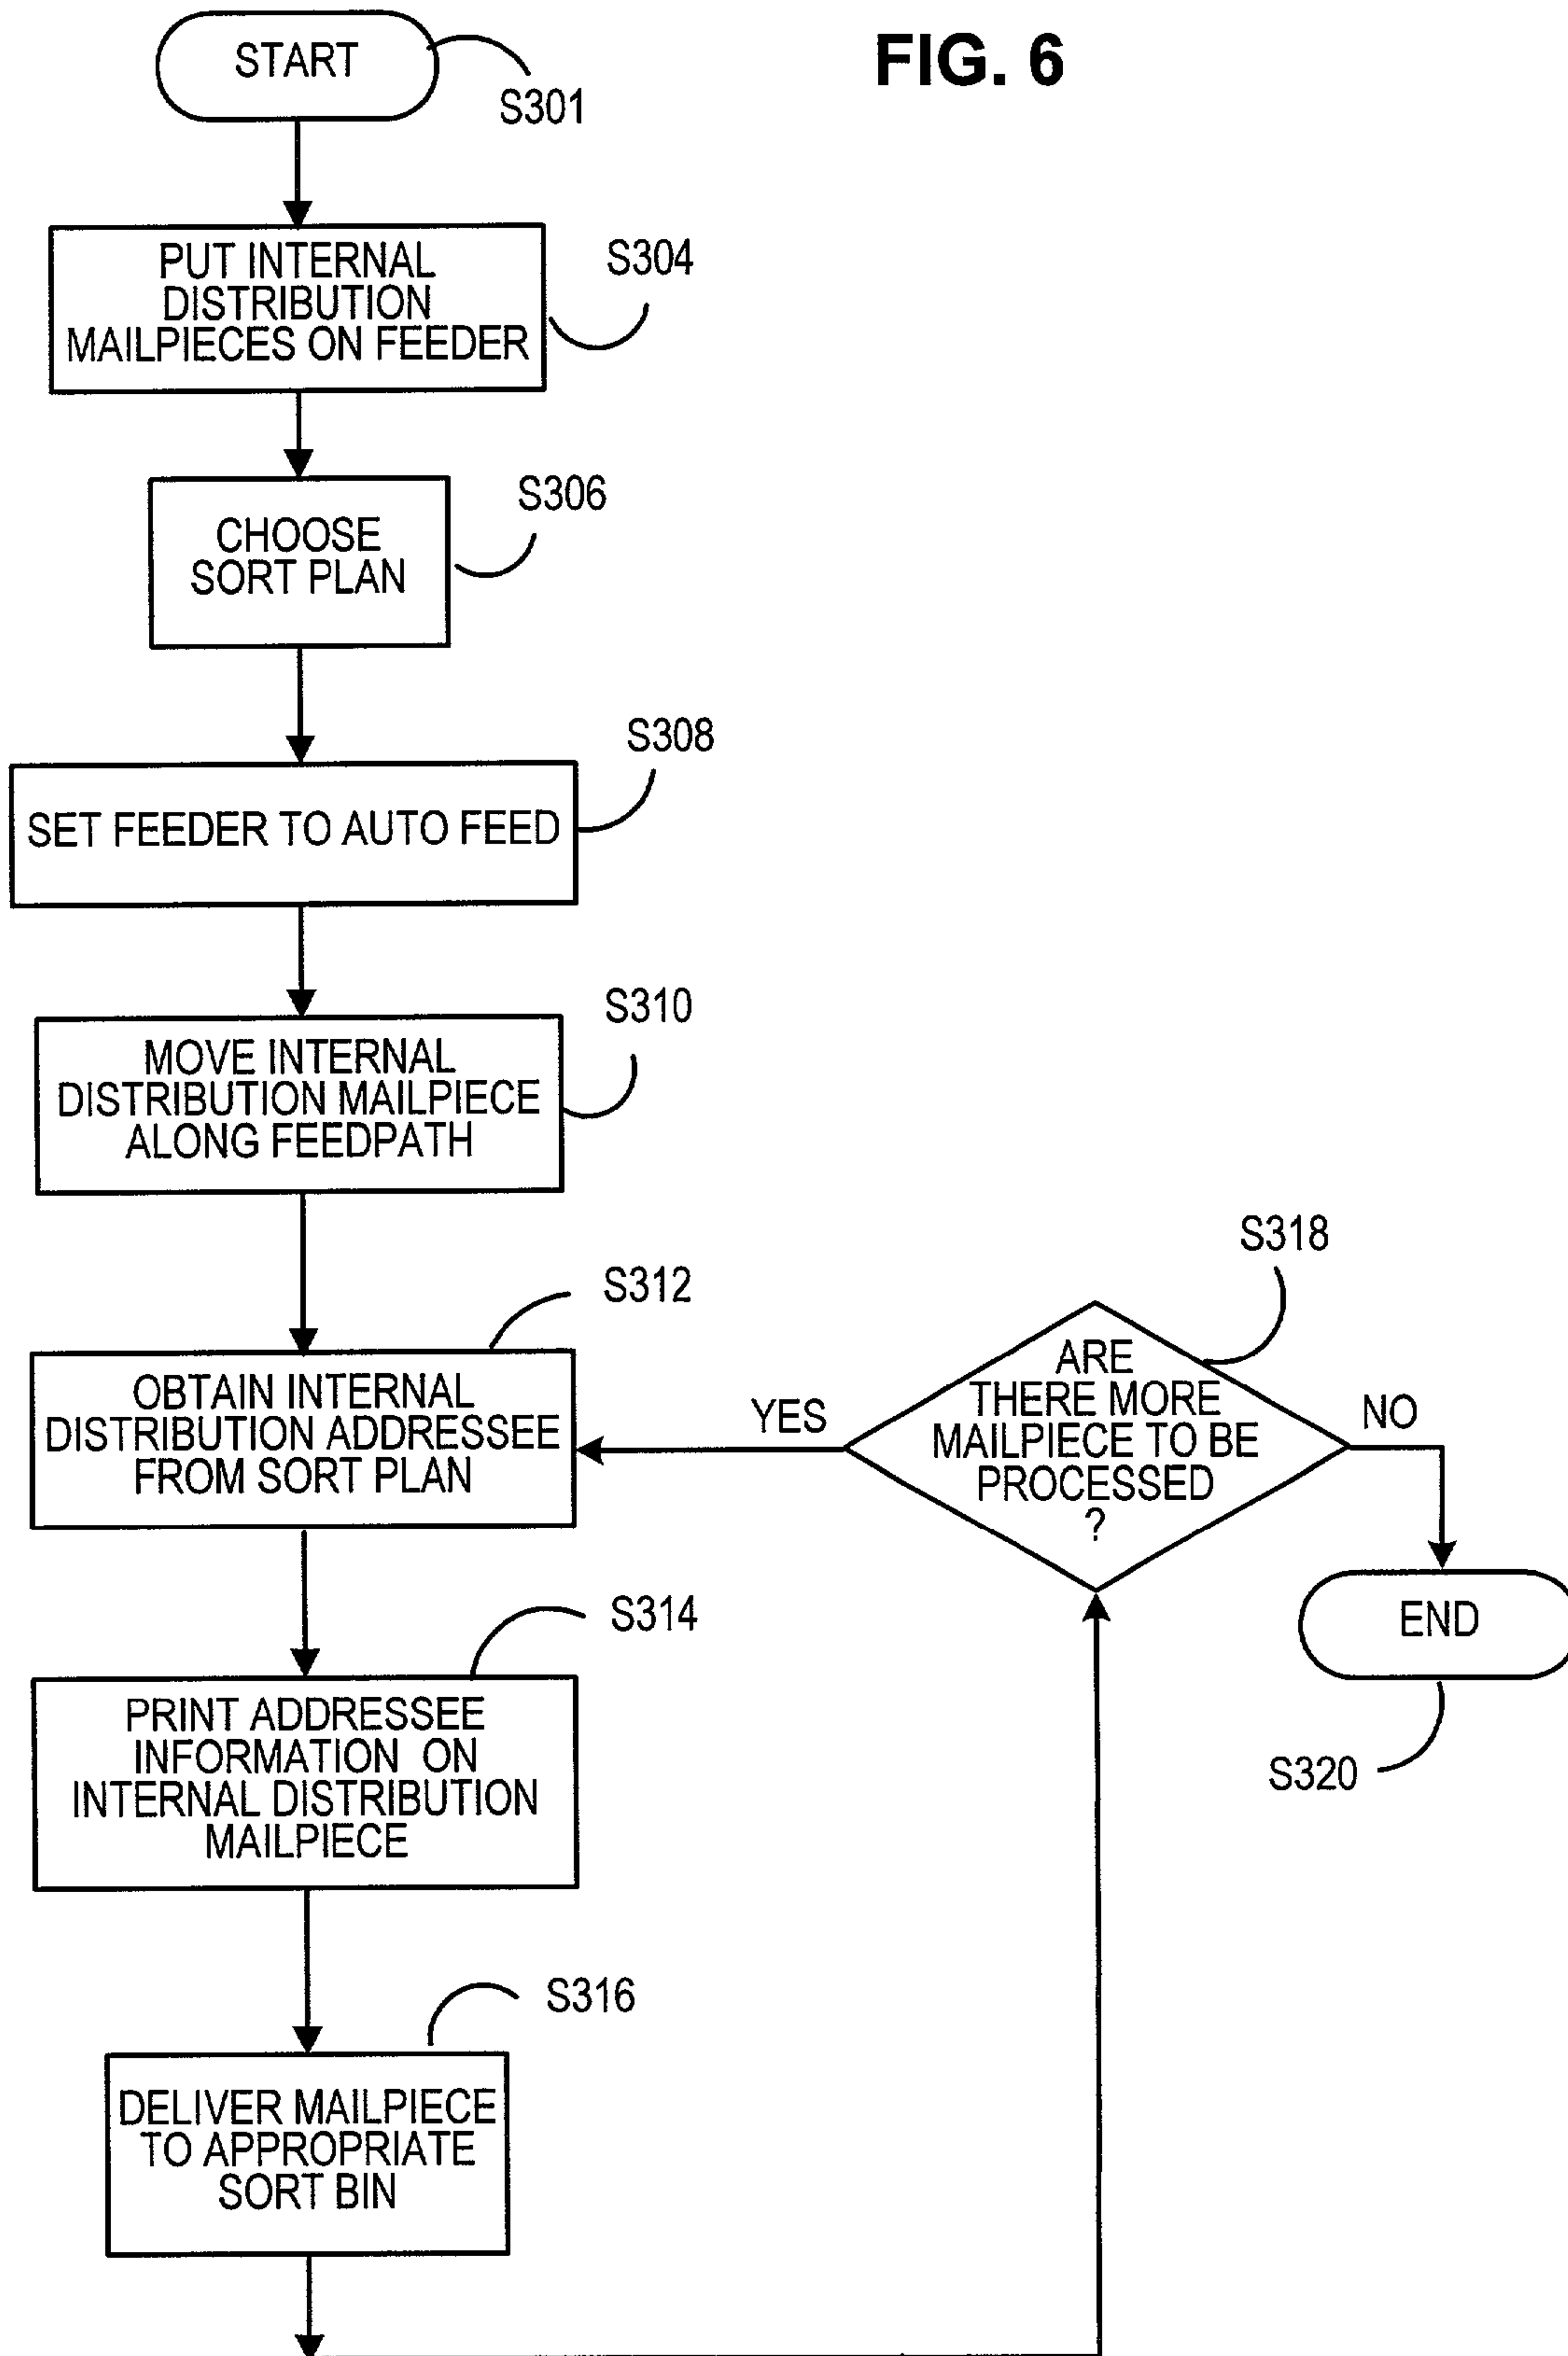 FIG. 6
START
S301
PUT INTERNAL
DISTRIBUTION
MAILPIECES ON FEEDER
S304
CHOOSE
SORT PLAN
S306
SET FEEDER TO AUTO FEED
S308
MOVE INTERNAL
DISTRIBUTION MAILPIECE
ALONG FEEDPATH
S310
OBTAIN INTERNAL
DISTRIBUTION ADDRESSEE
FROM SORT PLAN
S312
YES
ARE
THERE MORE
MAILPIECE TO BE
PROCESSED
?
S318
NO
END
S320
PRINT ADDRESSEE
INFORMATION ON
INTERNAL DISTRIBUTION
MAILPIECE
S314
DELIVER MAILPIECE
TO APPROPRIATE
SORT BIN
S316